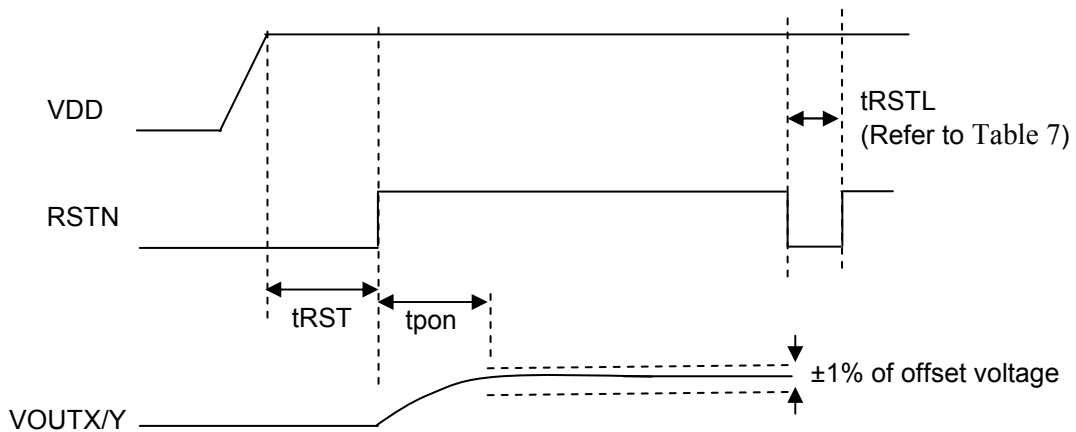 VDD
tRSTL
(Refer to Table 7)
RSTN
tRST
tpon
±1% of offset voltage
VOUTX/Y